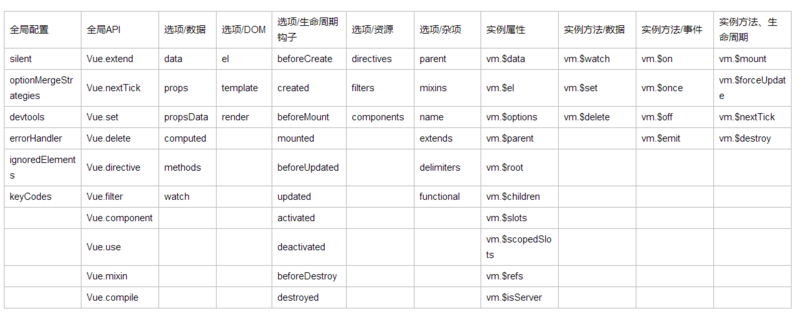 全局配置 全局API 选项/数据 选项/DOM 选项/生命周期钩子 选项/资源 选项/杂项 实例属性 实例方法/数据 实例方法/事件 实例方法、生命周期
silent Vue.extend data el beforeCreate directives parent vm.$data vm.$watch vm.$on vm.$mount
optionMergeStrategies Vue.nextTick props template created filters mixins vm.$el vm.$set vm.$once vm.$forceUpdate
devtools Vue.set propsData render beforeMount components name vm.$options vm.$delete vm.$off vm.$nextTick
errorHandler Vue.delete computed mounted extends vm.$parent vm.$emit vm.$destroy
ignoredElements Vue.directive methods beforeUpdated delimiters vm.$root
keyCodes Vue.filter watch updated functional vm.$children
Vue.component activated vm.$slots
Vue.use deactivated vm.$scopedSlots
Vue.mixin beforeDestroy vm.$refs
Vue.compile destroyed vm.$isServer